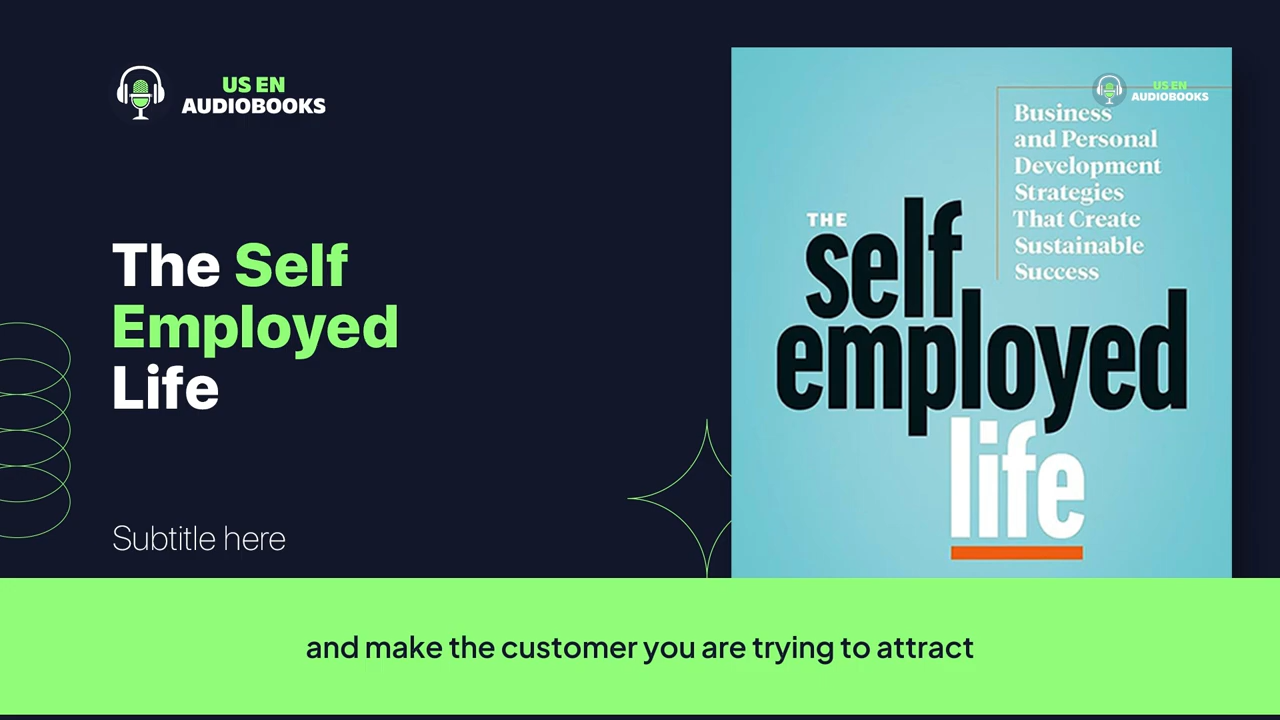 US EN
AUDIOBOOKS
The Self
Employed
Life
Subtitle here
US EN
AUDIOBOOKS
Business
and Personal
Development
Strategies
That Create
Sustainable
Success
THE
self
employed
life
and make the customer you are trying to attract